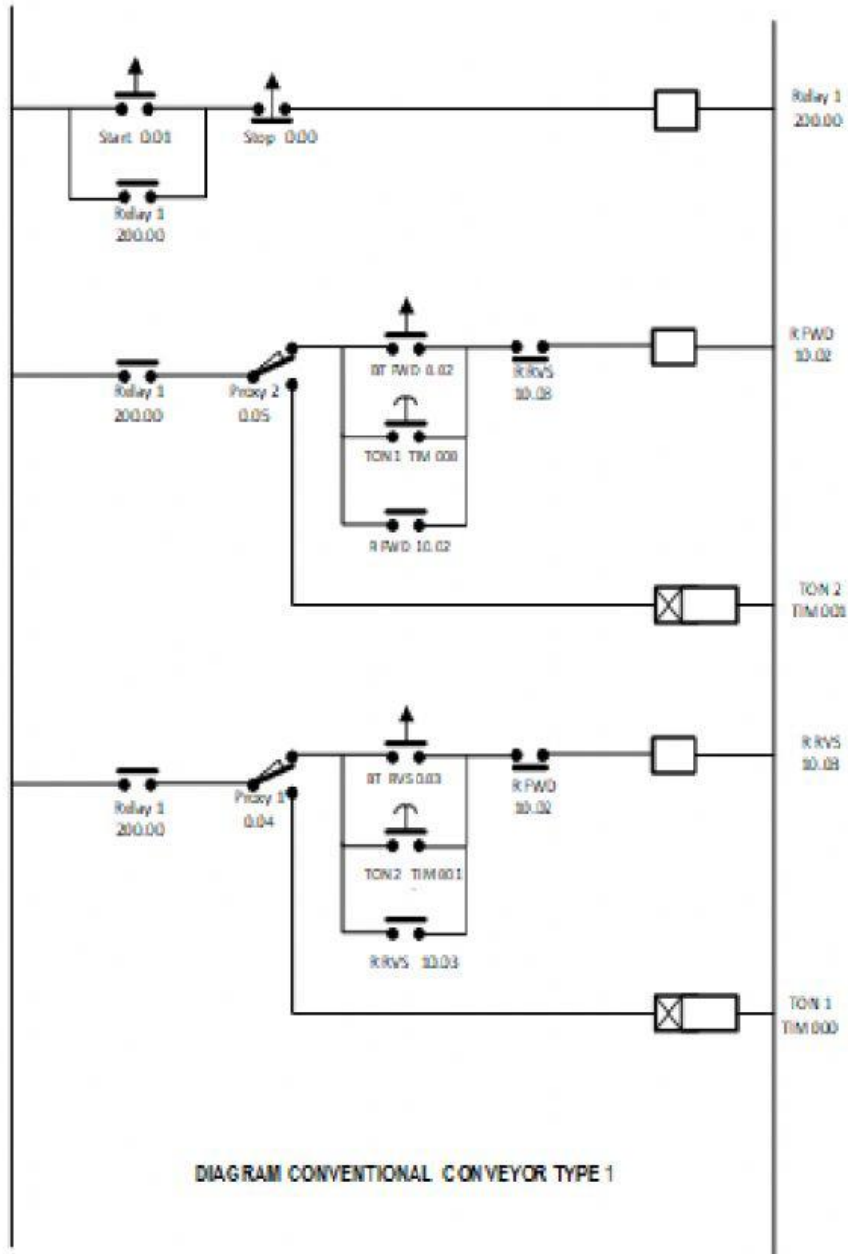 Start 0.01
Stop 0.00
Relay 1
200.00
Relay 1
200.00
Relay 1
200.00
Proxy 2
0.05
BT FWD 0.02
TON1 TIM 000
R FWD 10.02
R RVS
10.03
R FWD
10.02
TON 2
TIM 001
Relay 1
200.00
Proxy 1
0.04
BT RVS 0.03
TON2 TIM001
R RVS 10.03
R FWD
10.02
R RVS
10.03
TON 1
TIM 000
DIAGRAM CONVENTIONAL CONVEYOR TYPE 1